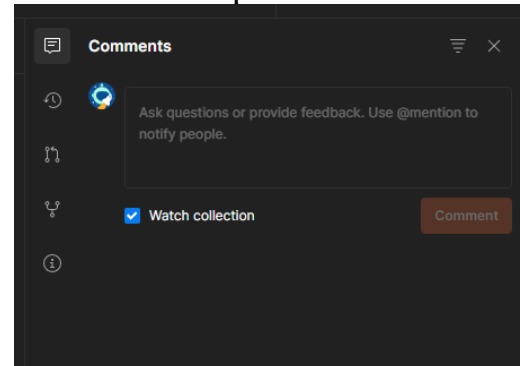 Comments
Ask questions or provide feedback. Use @mention to
notify people.
Watch collection
Comment